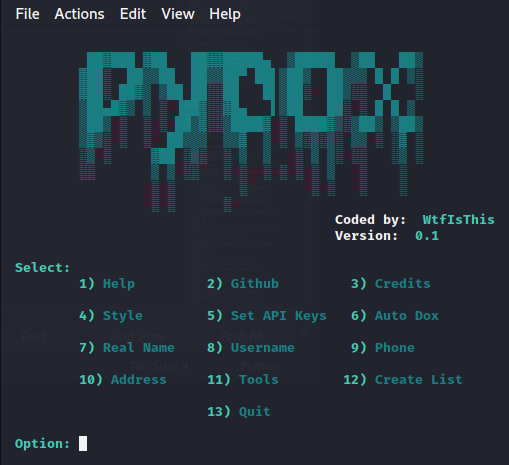 File Actions Edit View Help
PYDOX
Coded by: WtfIsThis
Version: 0.1
Select:
1) Help 2) Github 3) Credits
4) Style 5) Set API Keys 6) Auto Dox
7) Real Name 8) Username 9) Phone
10) Address 11) Tools 12) Create List
13) Quit
Option: